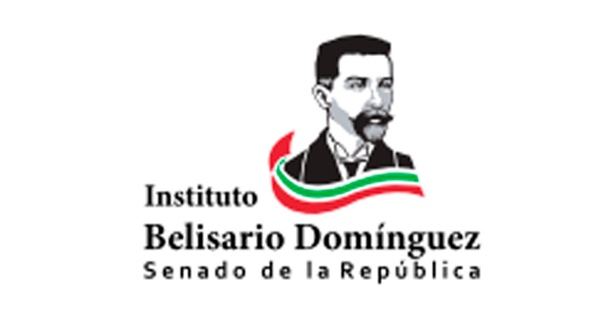 Instituto
Belisario Domínguez
Senado de la República